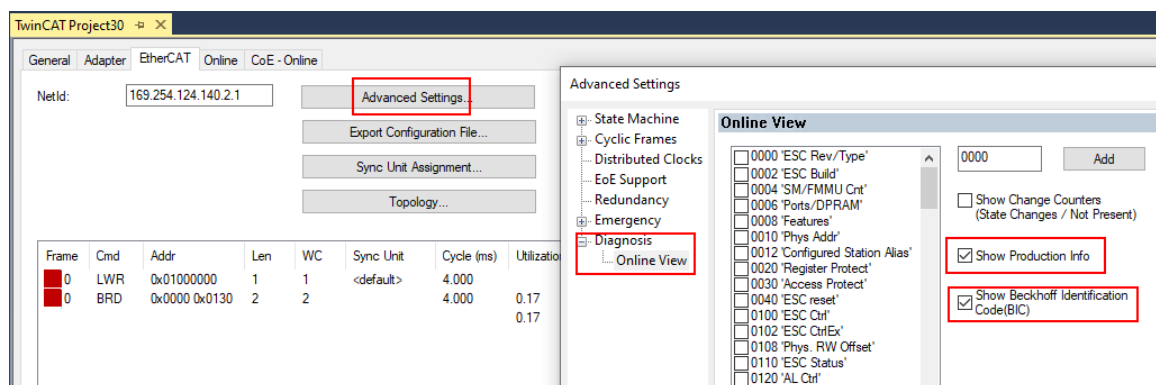 TwinCAT Project30
General Adapter EtherCAT Online CoE - Online
NetId: 169.254.124.140.2.1
Advanced Settings...
Export Configuration File...
Sync Unit Assignment...
Topology...
Frame Cmd Addr Len WC Sync Unit Cycle (ms) Utilizatio
0 LWR 0x01000000 1 1 <default> 4.000
0 BRD 0x0000 0x0130 2 2 4.000 0.17
0.17
Advanced Settings
State Machine
Cyclic Frames
Distributed Clocks
EoE Support
Redundancy
Emergency
Diagnosis
Online View
Online View
0000 'ESC Rev/Type'
0002 'ESC Build'
0004 'SM/FMMU Cnt'
0006 'Ports/DPRAM'
0008 'Features'
0010 'Phys Addr'
0012 'Configured Station Alias'
0020 'Register Protect'
0030 'Access Protect'
0040 'ESC reset'
0100 'ESC Ctrl'
0102 'ESC CtrlEx'
0108 'Phys. RW Offset'
0110 'ESC Status'
0120 'AL Ctrl'
0000 Add
Show Change Counters
(State Changes / Not Present)
Show Production Info
Show Beckhoff Identification
Code(BIC)